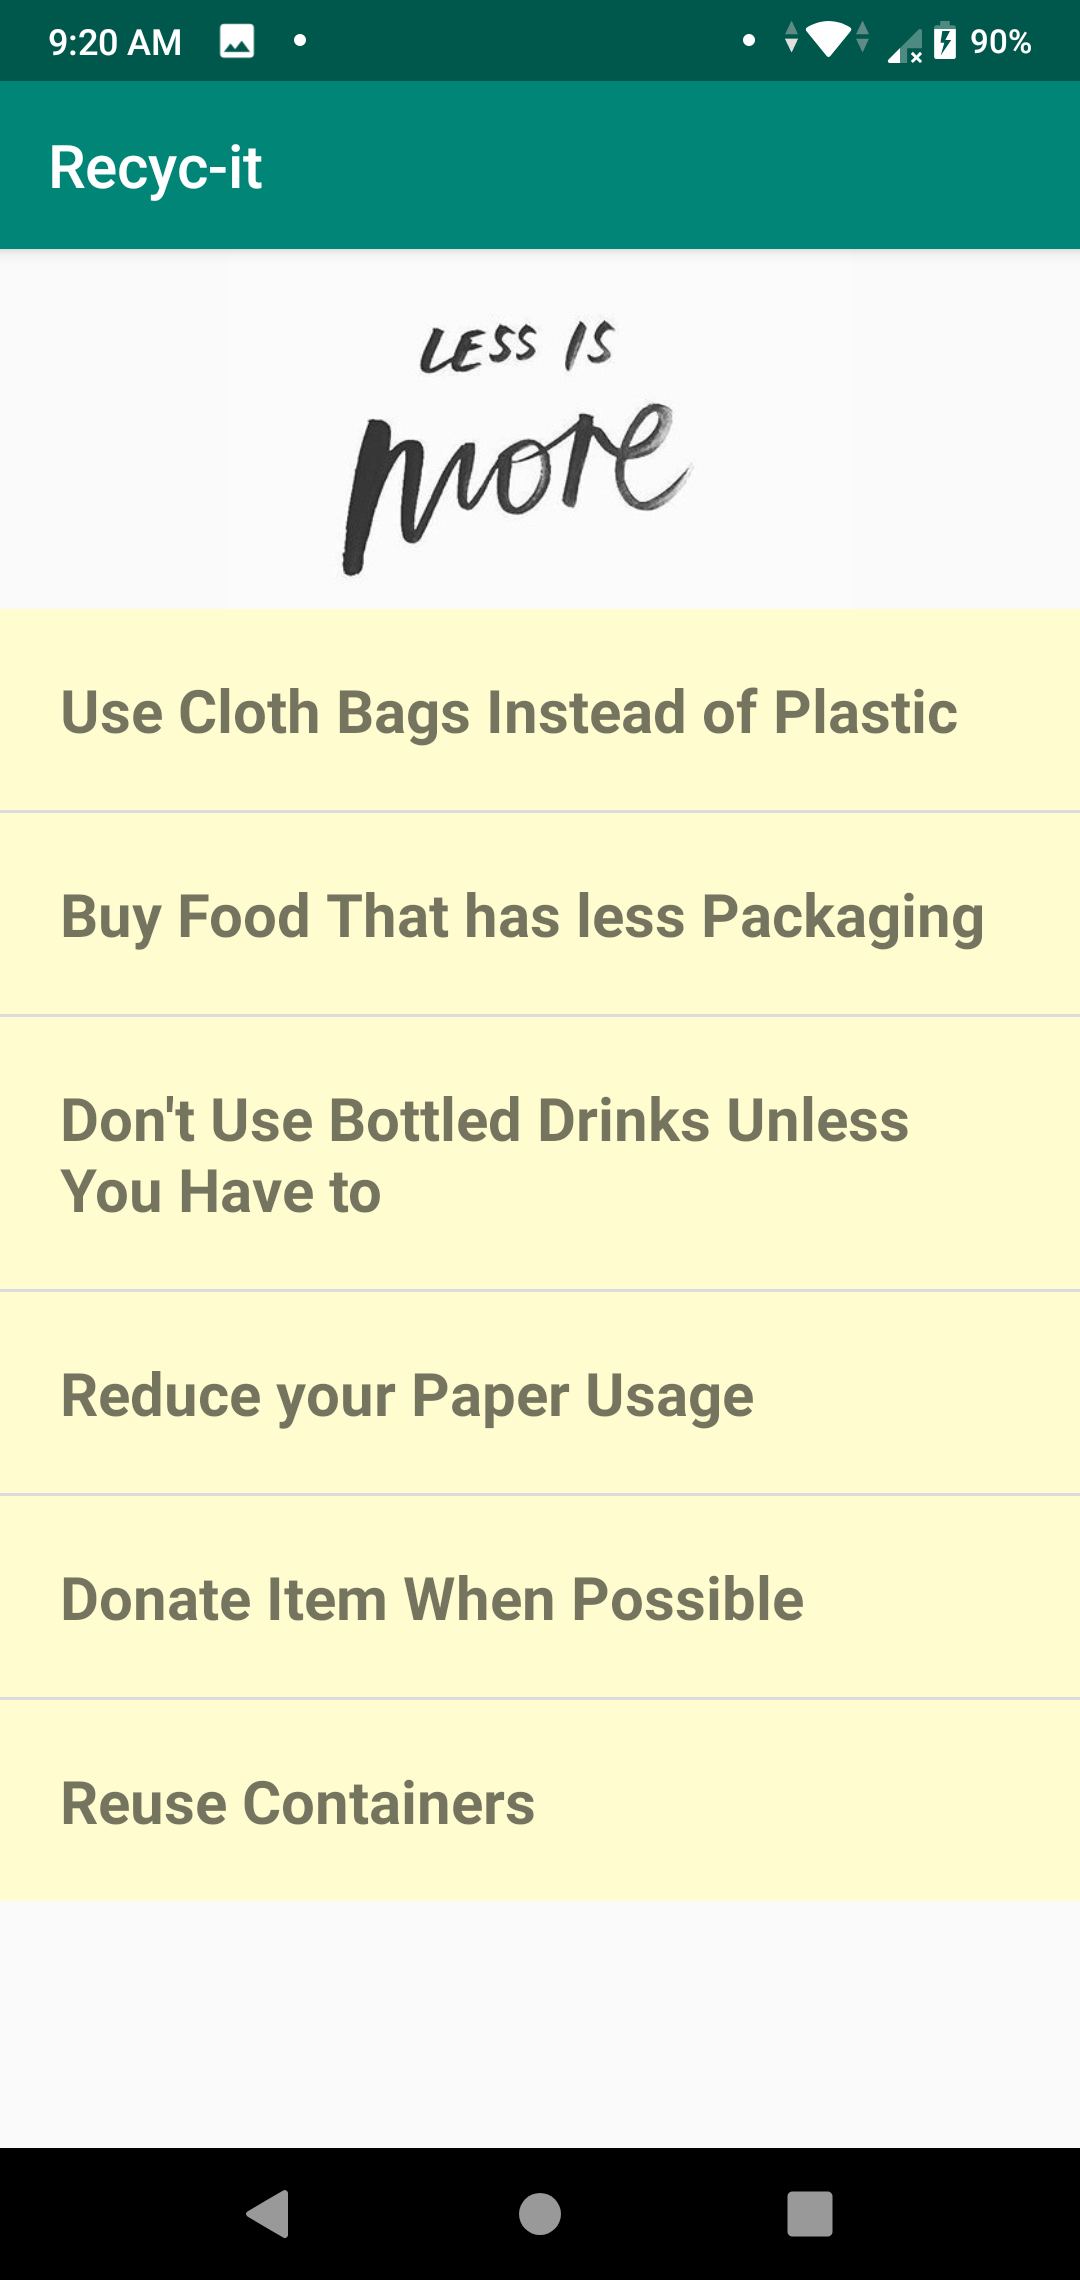 9:20 AM
90%
Recyc-it
LESS IS
more
Use Cloth Bags Instead of Plastic
Buy Food That has less Packaging
Don't Use Bottled Drinks Unless
You Have to
Reduce your Paper Usage
Donate Item When Possible
Reuse Containers